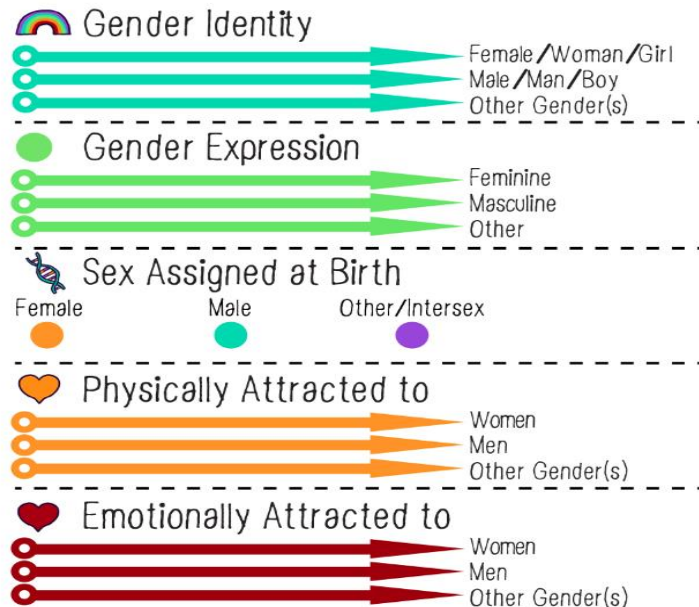 Gender Identity
Female/Woman/Girl
Male/Man/Boy
Other Gender(s)
Gender Expression
Feminine
Masculine
Other
Sex Assigned at Birth
Female Male Other/Intersex
Physically Attracted to
Women
Men
Other Gender(s)
Emotionally Attracted to
Women
Men
Other Gender(s)